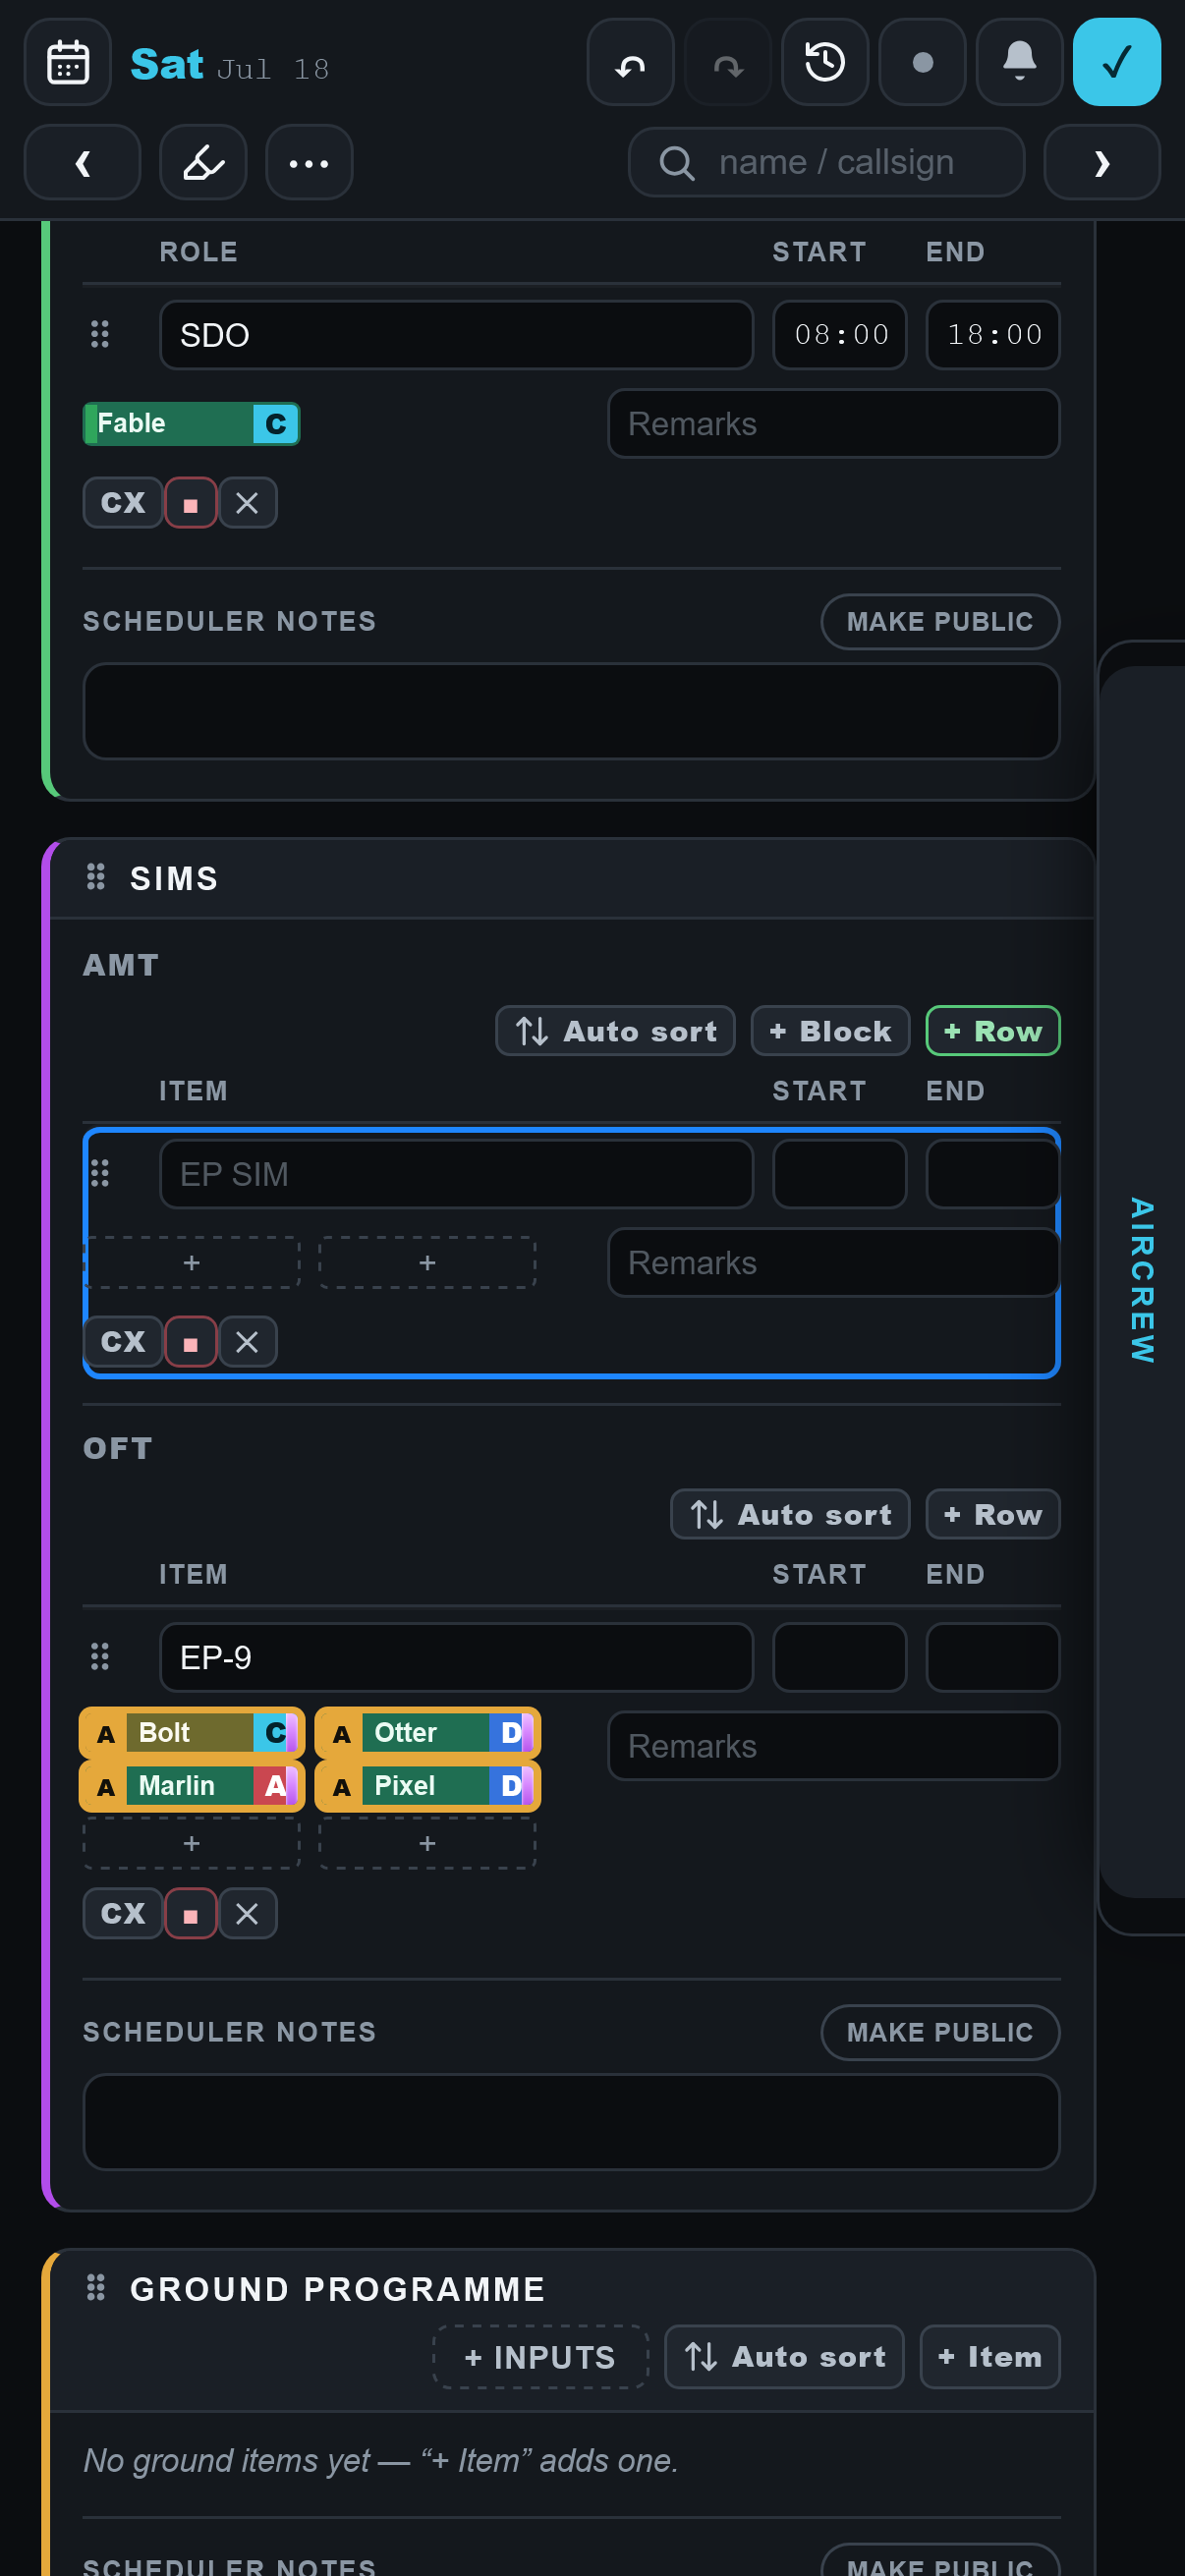 Sat Jul 18
name / callsign
ROLE START END
SDO 08:00 18:00
Fable C Remarks
CX
SCHEDULER NOTES MAKE PUBLIC
SIMS
AMT
Auto sort + Block + Row
ITEM START END
EP SIM
+ + Remarks
CX
AIRCREW
OFT
Auto sort + Row
ITEM START END
EP-9
A Bolt C A Otter D Remarks
A Marlin A A Pixel D
+ +
CX
SCHEDULER NOTES MAKE PUBLIC
GROUND PROGRAMME
+ INPUTS Auto sort + Item
No ground items yet — “+ Item” adds one.
SCHEDULER NOTES MAKE PUBLIC